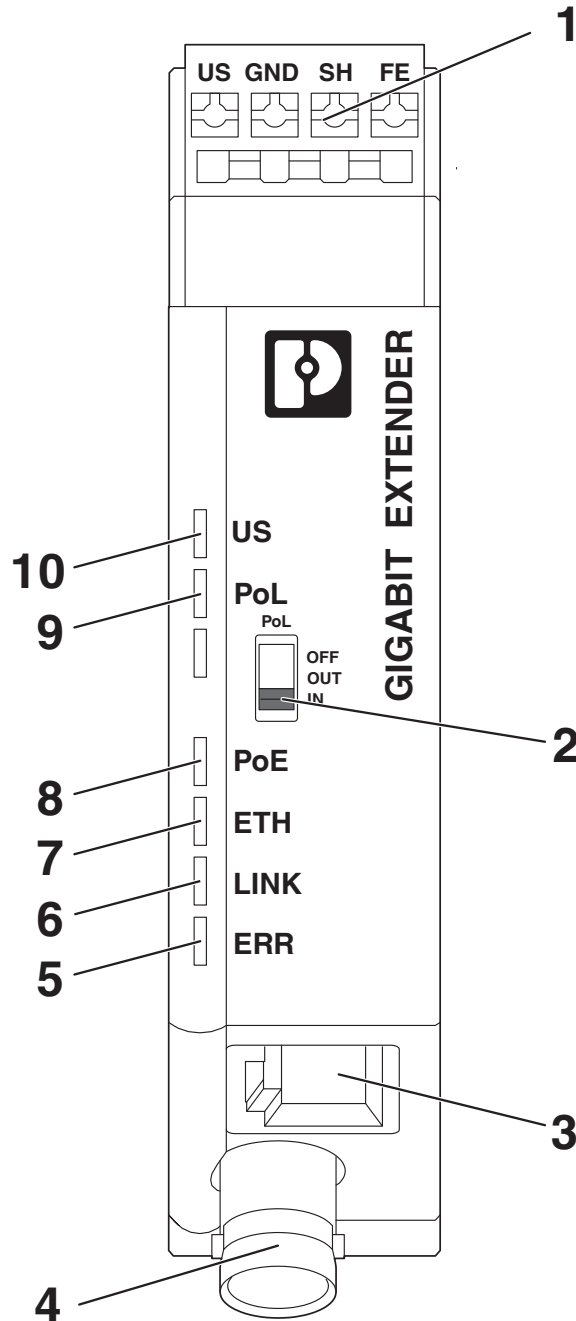 1
US GND SH FE
GIGABIT EXTENDER
US
10
PoL
9
PoL
OFF
OUT
IN
2
PoE
8
ETH
7
LINK
6
ERR
5
3
4